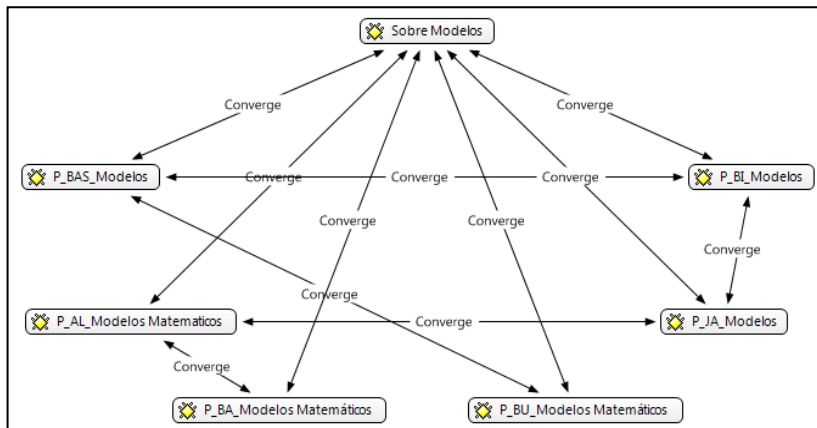 Sobre Modelos
Converge
Converge
P_BAS_Modelos
Converge
Converge
Converge
P_BI_Modelos
Converge
Converge
Converge
Converge
P_AL_Modelos Matematicos
Converge
P_JA_Modelos
Converge
P_BA_Modelos Matemáticos
P_BU_Modelos Matemáticos